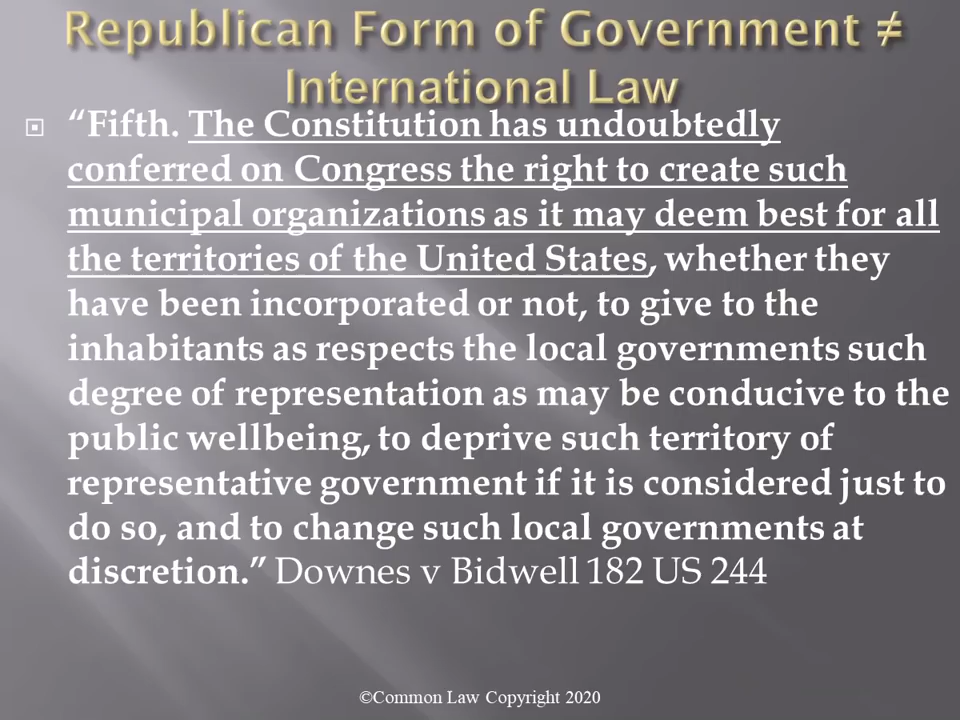 Republican Form of Government ≠
International Law
“Fifth. The Constitution has undoubtedly
conferred on Congress the right to create such
municipal organizations as it may deem best for all
the territories of the United States, whether they
have been incorporated or not, to give to the
inhabitants as respects the local governments such
degree of representation as may be conducive to the
public wellbeing, to deprive such territory of
representative government if it is considered just to
do so, and to change such local governments at
discretion.” Downes v Bidwell 182 US 244
©Common Law Copyright 2020